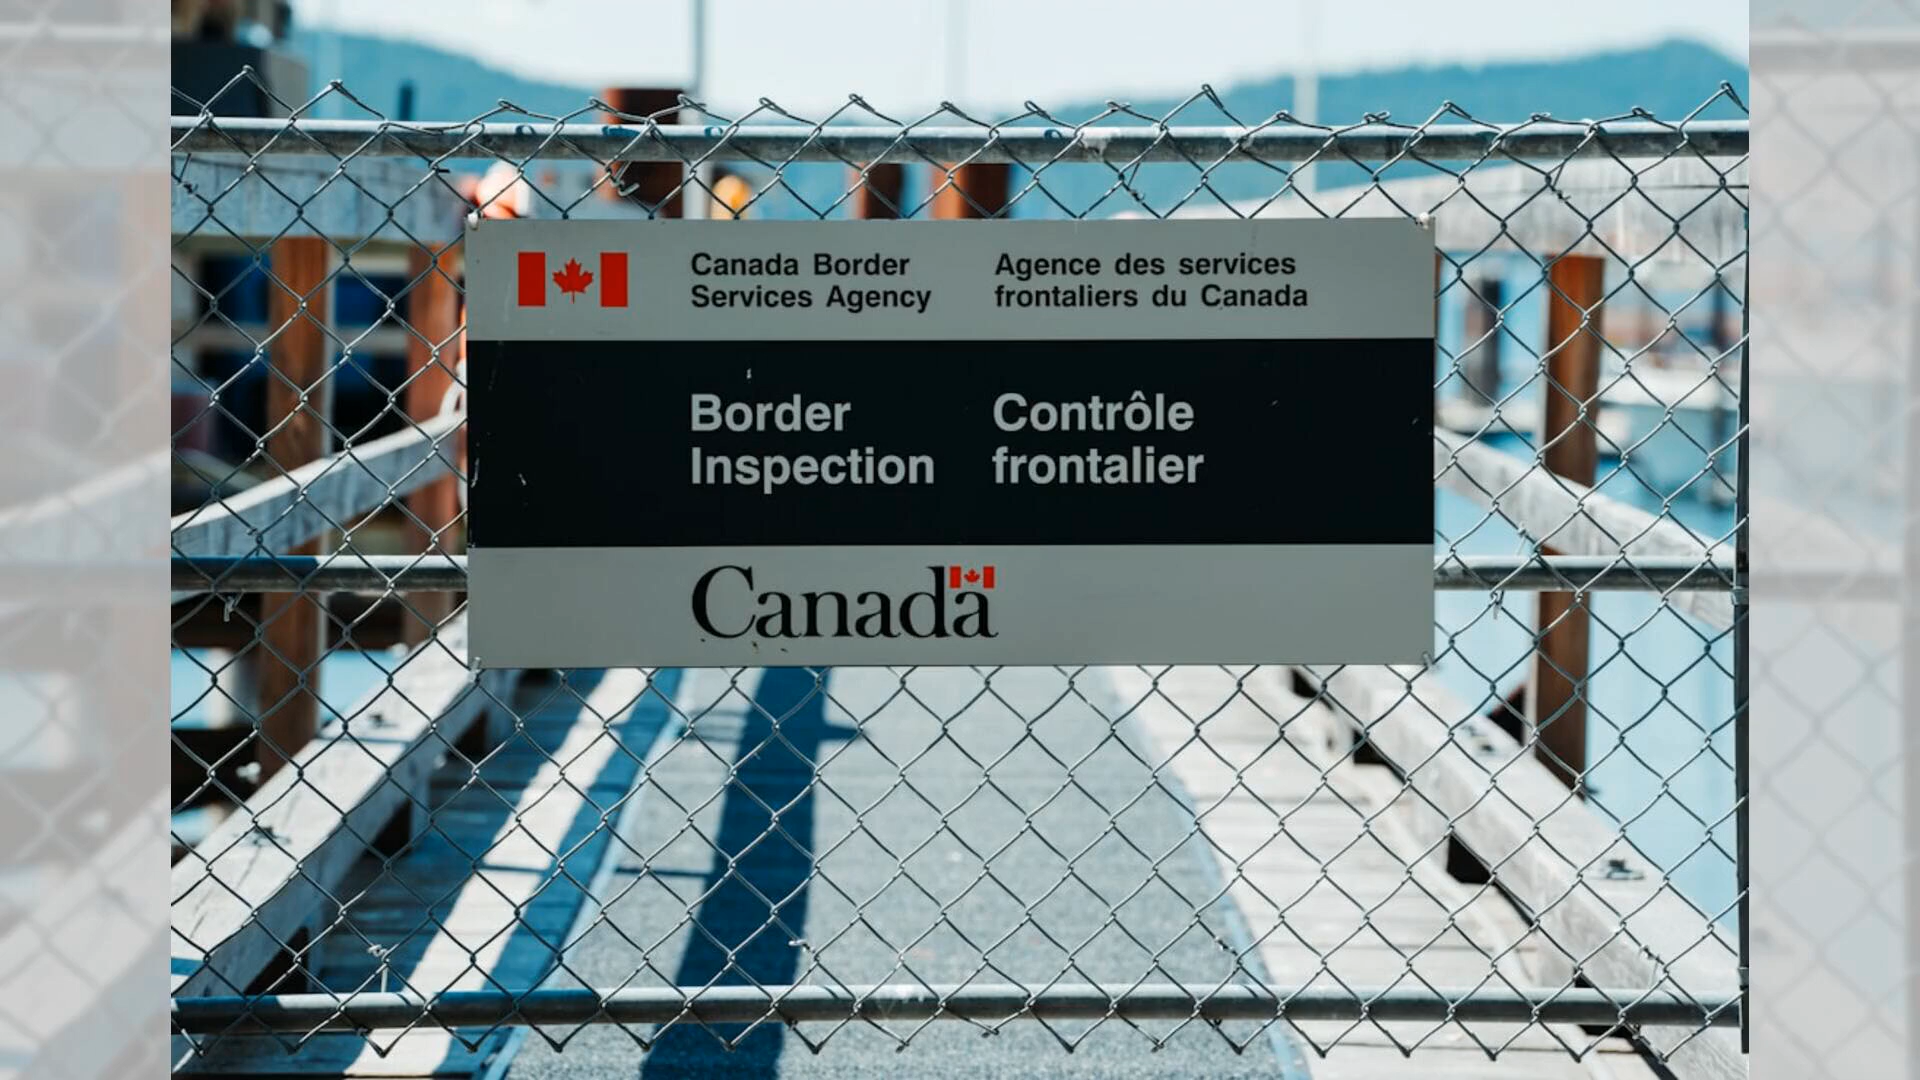 Canada Border
Services Agency
Agence des services
frontaliers du Canada
Border
Inspection
Contrôle
frontalier
Canada